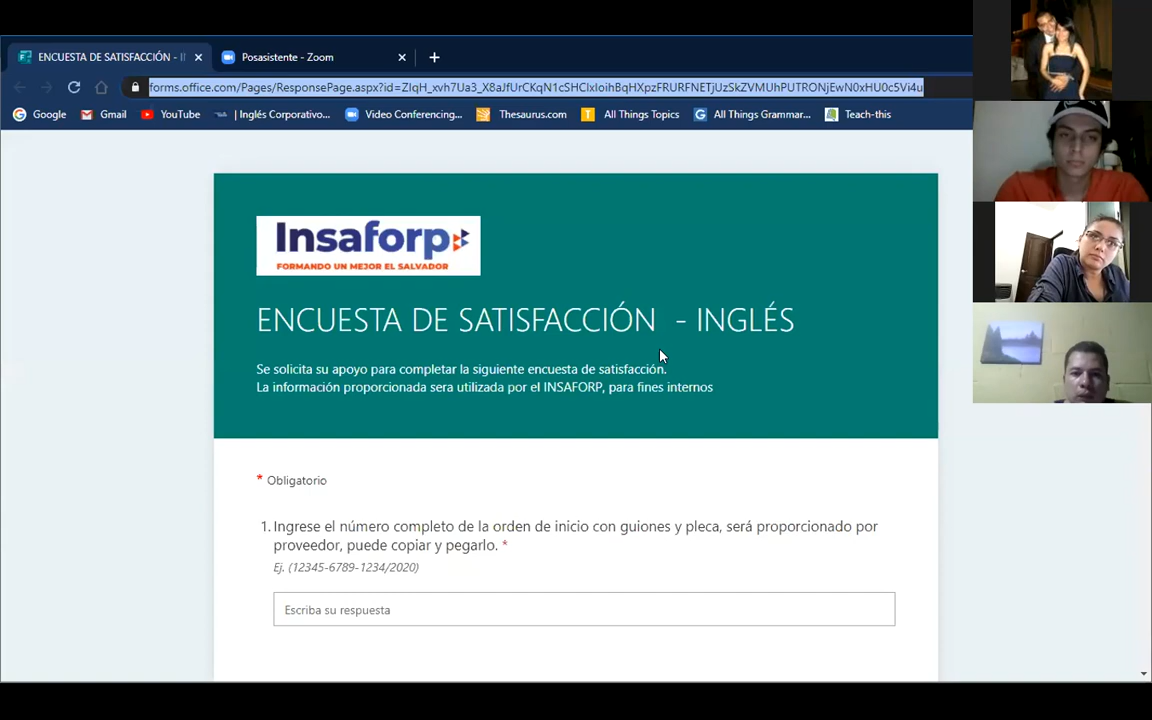 ENCUESTA DE SATISFACCIÓN - I
Posasistente - Zoom
forms.office.com/Pages/ResponsePage.aspx?id=ZIqH_xvh7Ua3_X8aJfUrCKqN1cSHClxIoihBqHXpzFRURFNETjUzSkZVMUhPUTRONjEwN0xHU0c5Vi4u
Google
Gmail
YouTube
| Inglés Corporativo...
Video Conferencing...
Thesaurus.com
All Things Topics
All Things Grammar...
Teach-this
Insaforp
FORMANDO UN MEJOR EL SALVADOR
ENCUESTA DE SATISFACCIÓN - INGLÉS
Se solicita su apoyo para completar la siguiente encuesta de satisfacción.
La información proporcionada sera utilizada por el INSAFORP, para fines internos
* Obligatorio
1. Ingrese el número completo de la orden de inicio con guiones y pleca, será proporcionado por
proveedor, puede copiar y pegarlo. *
Ej. (12345-6789-1234/2020)
Escriba su respuesta